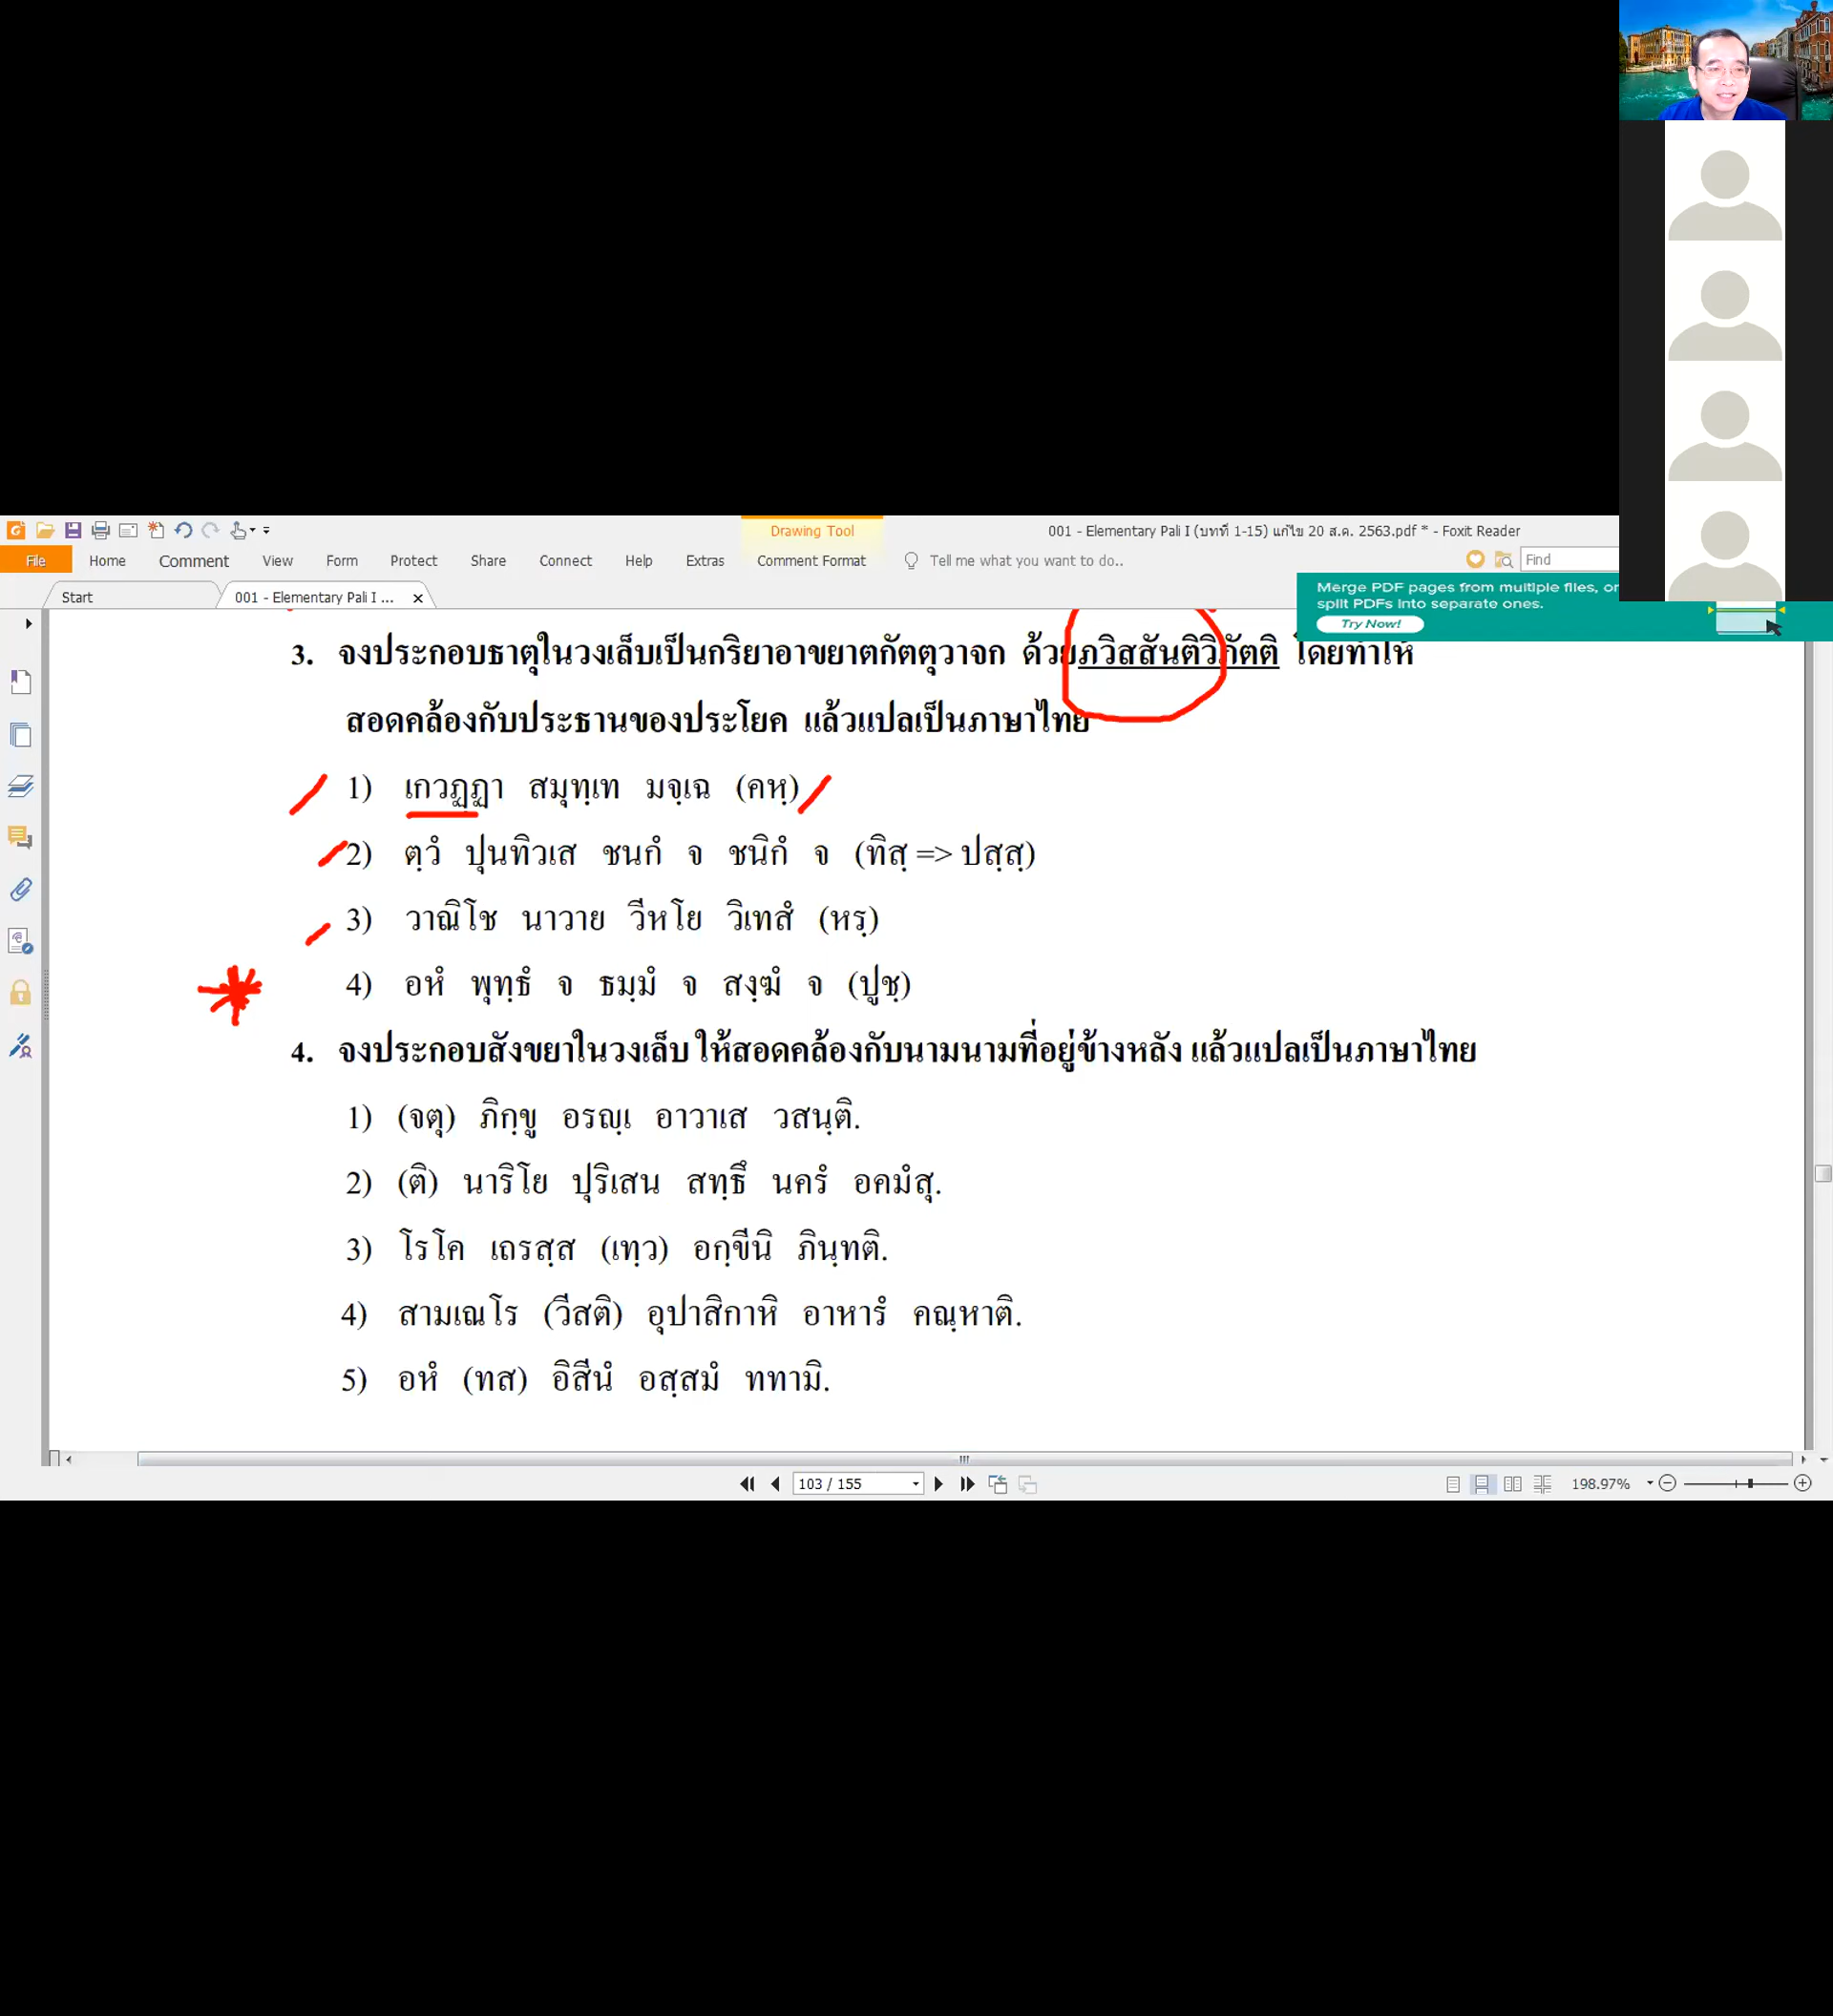 Drawing Tool
001 - Elementary Pali I (บทที่ 1-15) แก้ไข 20 ส.ค. 2563.pdf * - Foxit Reader
File Home Comment View Form Protect Share Connect Help Extras Comment Format Tell me what you want to do.. Find
Start 001 - Elementary Pali I ...
Merge PDF pages from multiple files, or
split PDFs into separate ones.
Try Now!
3. จงประกอบธาตุในวงเล็บเป็นกริยาอาขยาตกัตตุวาจก ด้วยภวิสสันติวิภัตติ โดยทำให้
สอดคล้องกับประธานของประโยค แล้วแปลเป็นภาษาไทย
1) เกวฏฺฏา สมุทฺเท มจฺเฉ (คหฺ)
2) ตฺวํ ปุนทิวเส ชนกํ จ ชนิกํ จ (ทิสฺ => ปสฺสฺ)
3) วาณิโช นาวาย วีหโย วิเทสํ (หรฺ)
4) อหํ พุทฺธํ จ ธมฺมํ จ สงฺฆํ จ (ปูชฺ)
4. จงประกอบสังขยาในวงเล็บ ให้สอดคล้องกับนามนามที่อยู่ข้างหลัง แล้วแปลเป็นภาษาไทย
1) (จตุ) ภิกฺขู อรญฺเ อาวาเส วสนฺติ.
2) (ติ) นาริโย ปุริเสน สทฺธึ นครํ อคมํสุ.
3) โรโค เถรสฺส (เทฺว) อกฺขีนิ ภินฺทติ.
4) สามเณโร (วีสติ) อุปาสิกาหิ อาหารํ คณฺหาติ.
5) อหํ (ทส) อิสีนํ อสฺสมํ ททามิ.
103 / 155 198.97%